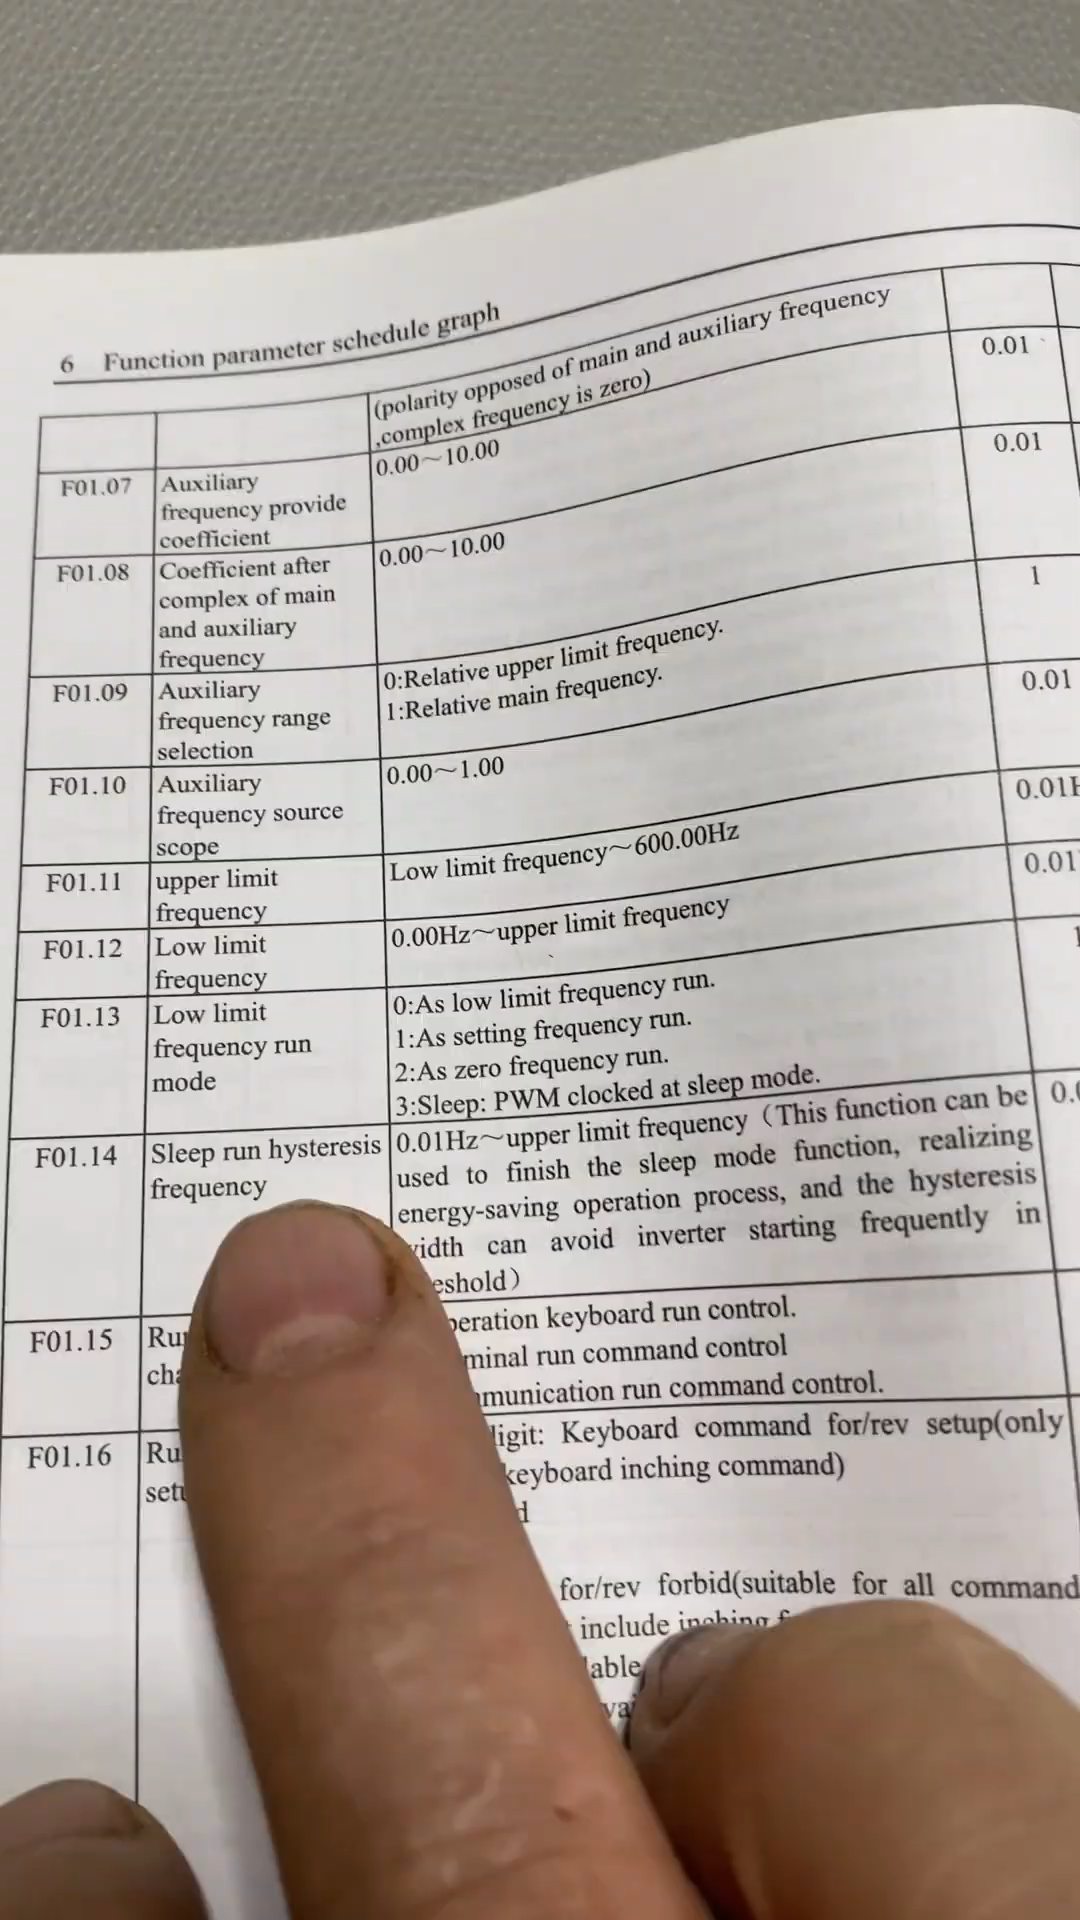 6 Function parameter schedule graph
(polarity opposed of main and auxiliary frequency
,complex frequency is zero)
F01.07 Auxiliary 0.00~10.00 0.01
frequency provide
coefficient
F01.08 Coefficient after 0.00~10.00 0.01
complex of main
and auxiliary
frequency
F01.09 Auxiliary 0:Relative upper limit frequency. 1
frequency range 1:Relative main frequency.
selection
F01.10 Auxiliary 0.00~1.00 0.01
frequency source
scope
F01.11 upper limit Low limit frequency~600.00Hz 0.01H
frequency
F01.12 Low limit 0.00Hz~upper limit frequency 0.01
frequency
F01.13 Low limit 0:As low limit frequency run. 1
frequency run 1:As setting frequency run.
mode 2:As zero frequency run.
3:Sleep: PWM clocked at sleep mode.
F01.14 Sleep run hysteresis 0.01Hz~upper limit frequency（This function can be
frequency used to finish the sleep mode function, realizing
energy-saving operation process, and the hysteresis
can avoid inverter starting frequently in
F01.15 keyboard run control.
run command control
run command control.
F01.16 Keyboard command for/rev setup(only
keyboard inching command)
for/rev forbid(suitable for all command
include